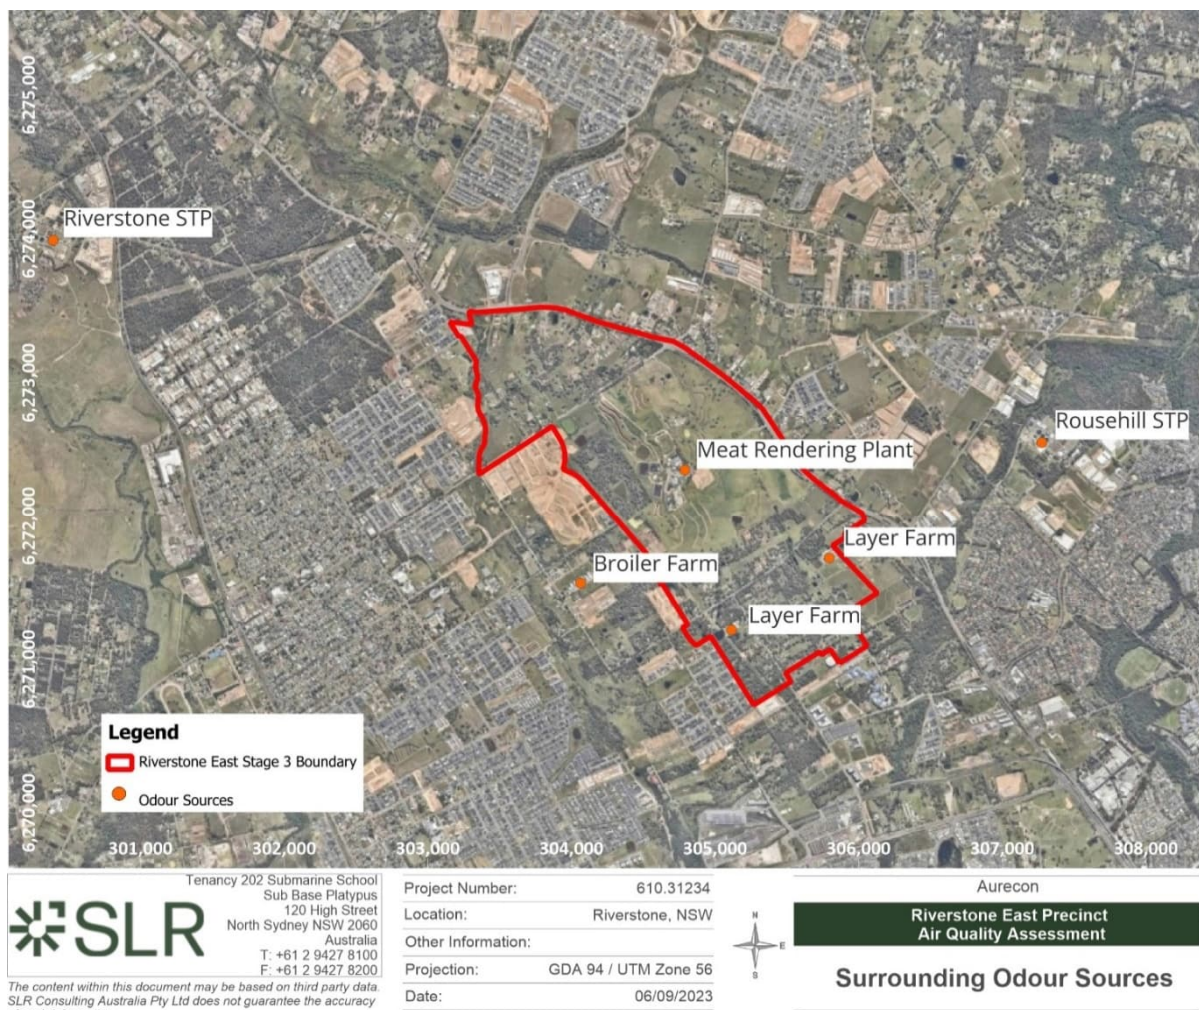 6,275,000
6,274,000
6,273,000
6,272,000
6,271,000
6,270,000
Riverstone STP
Rousehill STP
Meat Rendering Plant
Layer Farm
Broiler Farm
Layer Farm
Legend
Riverstone East Stage 3 Boundary
Odour Sources
301,000 302,000 303,000 304,000 305,000 306,000 307,000 308,000
SLR
Tenancy 202 Submarine School
Sub Base Platypus
120 High Street
North Sydney NSW 2060
Australia
T: +61 2 9427 8100
F: +61 2 9427 8200
The content within this document may be based on third party data.
SLR Consulting Australia Pty Ltd does not guarantee the accuracy
Project Number: 610.31234
Location: Riverstone, NSW
Other Information:
Projection: GDA 94 / UTM Zone 56
Date: 06/09/2023
N
E
S
Aurecon
Riverstone East Precinct
Air Quality Assessment
Surrounding Odour Sources